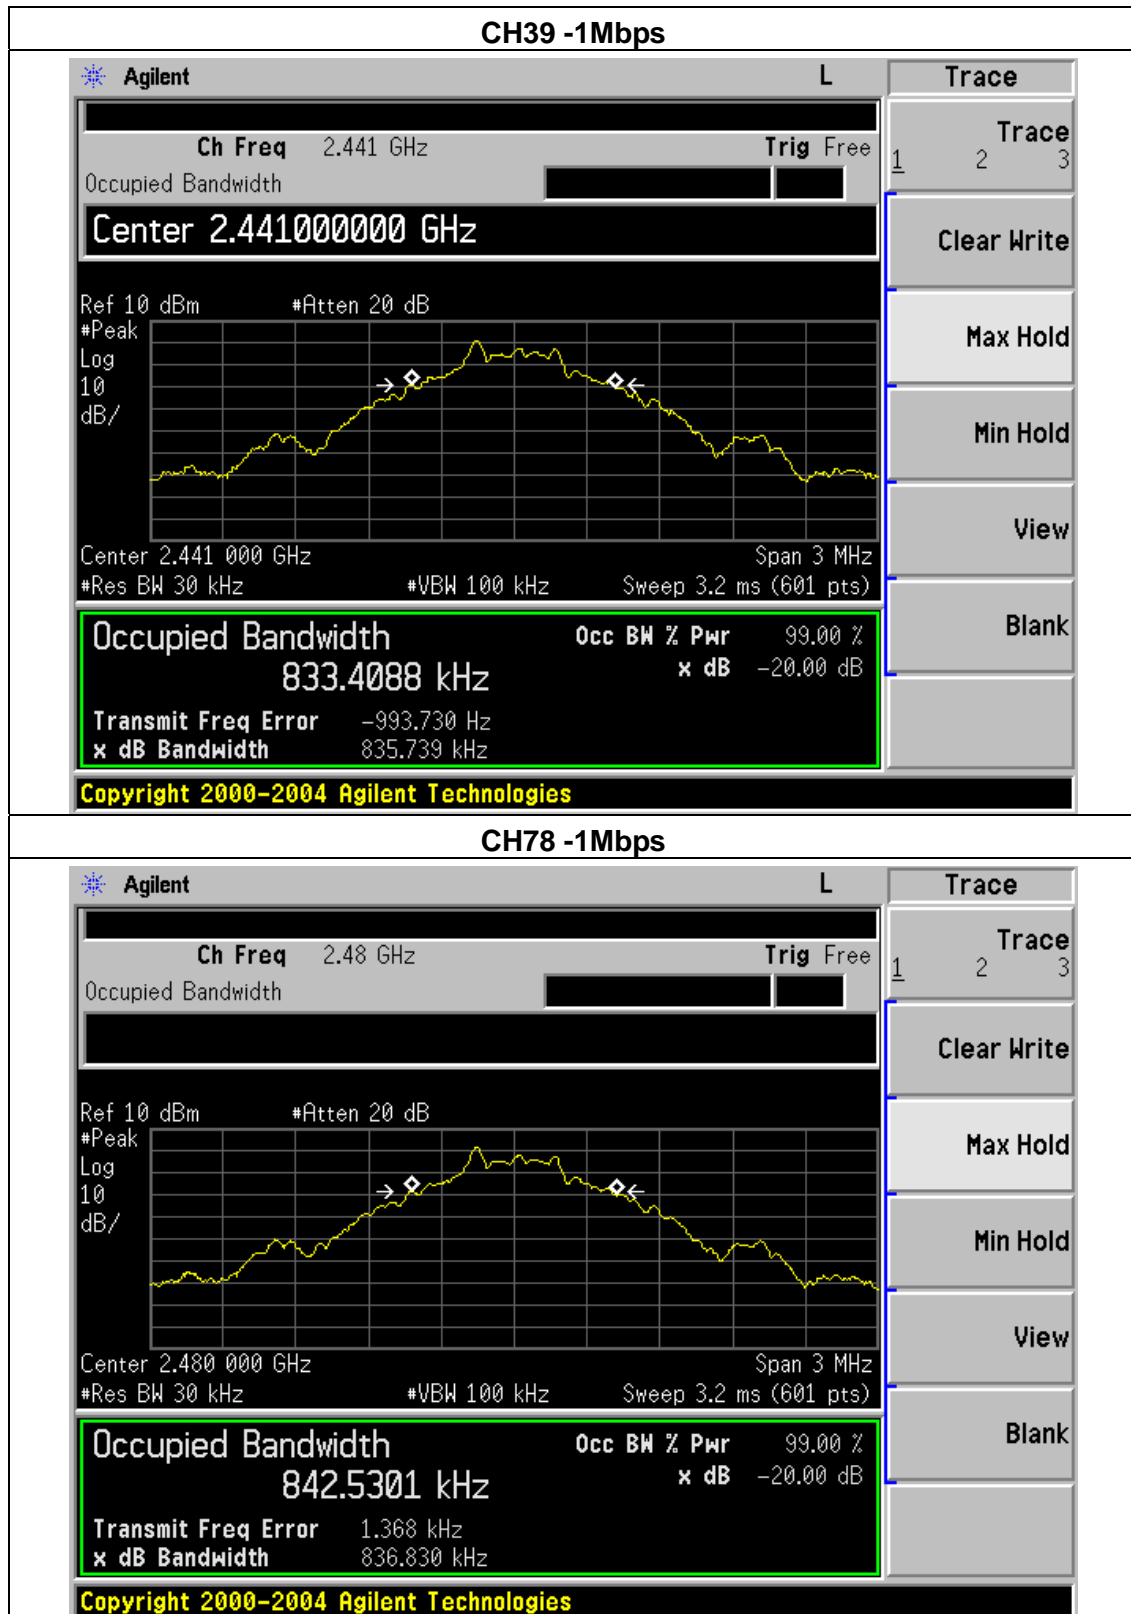 CH39 -1Mbps
Agilent L Trace
Ch Freq 2.441 GHz Trig Free
Trace
1 2 3
Occupied Bandwidth
Center 2.441000000 GHz
Clear Write
Ref 10 dBm #Atten 20 dB
#Peak
Log
10
dB/
Max Hold
Min Hold
View
Center 2.441 000 GHz Span 3 MHz
#Res BW 30 kHz #VBW 100 kHz Sweep 3.2 ms (601 pts)
Blank
Occupied Bandwidth Occ BW % Pwr 99.00 %
833.4088 kHz x dB -20.00 dB
Transmit Freq Error -993.730 Hz
x dB Bandwidth 835.739 kHz
Copyright 2000-2004 Agilent Technologies
CH78 -1Mbps
Agilent L Trace
Ch Freq 2.48 GHz Trig Free
Trace
1 2 3
Occupied Bandwidth
Clear Write
Ref 10 dBm #Atten 20 dB
#Peak
Log
10
dB/
Max Hold
Min Hold
View
Center 2.480 000 GHz Span 3 MHz
#Res BW 30 kHz #VBW 100 kHz Sweep 3.2 ms (601 pts)
Blank
Occupied Bandwidth Occ BW % Pwr 99.00 %
842.5301 kHz x dB -20.00 dB
Transmit Freq Error 1.368 kHz
x dB Bandwidth 836.830 kHz
Copyright 2000-2004 Agilent Technologies